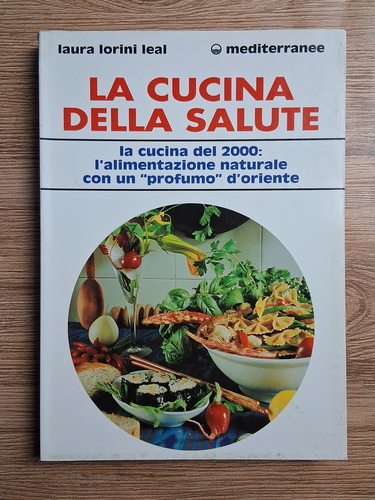 laura lorini leal mediterranee
LA CUCINA
DELLA SALUTE
la cucina del 2000:
l'alimentazione naturale
con un "profumo" d'oriente